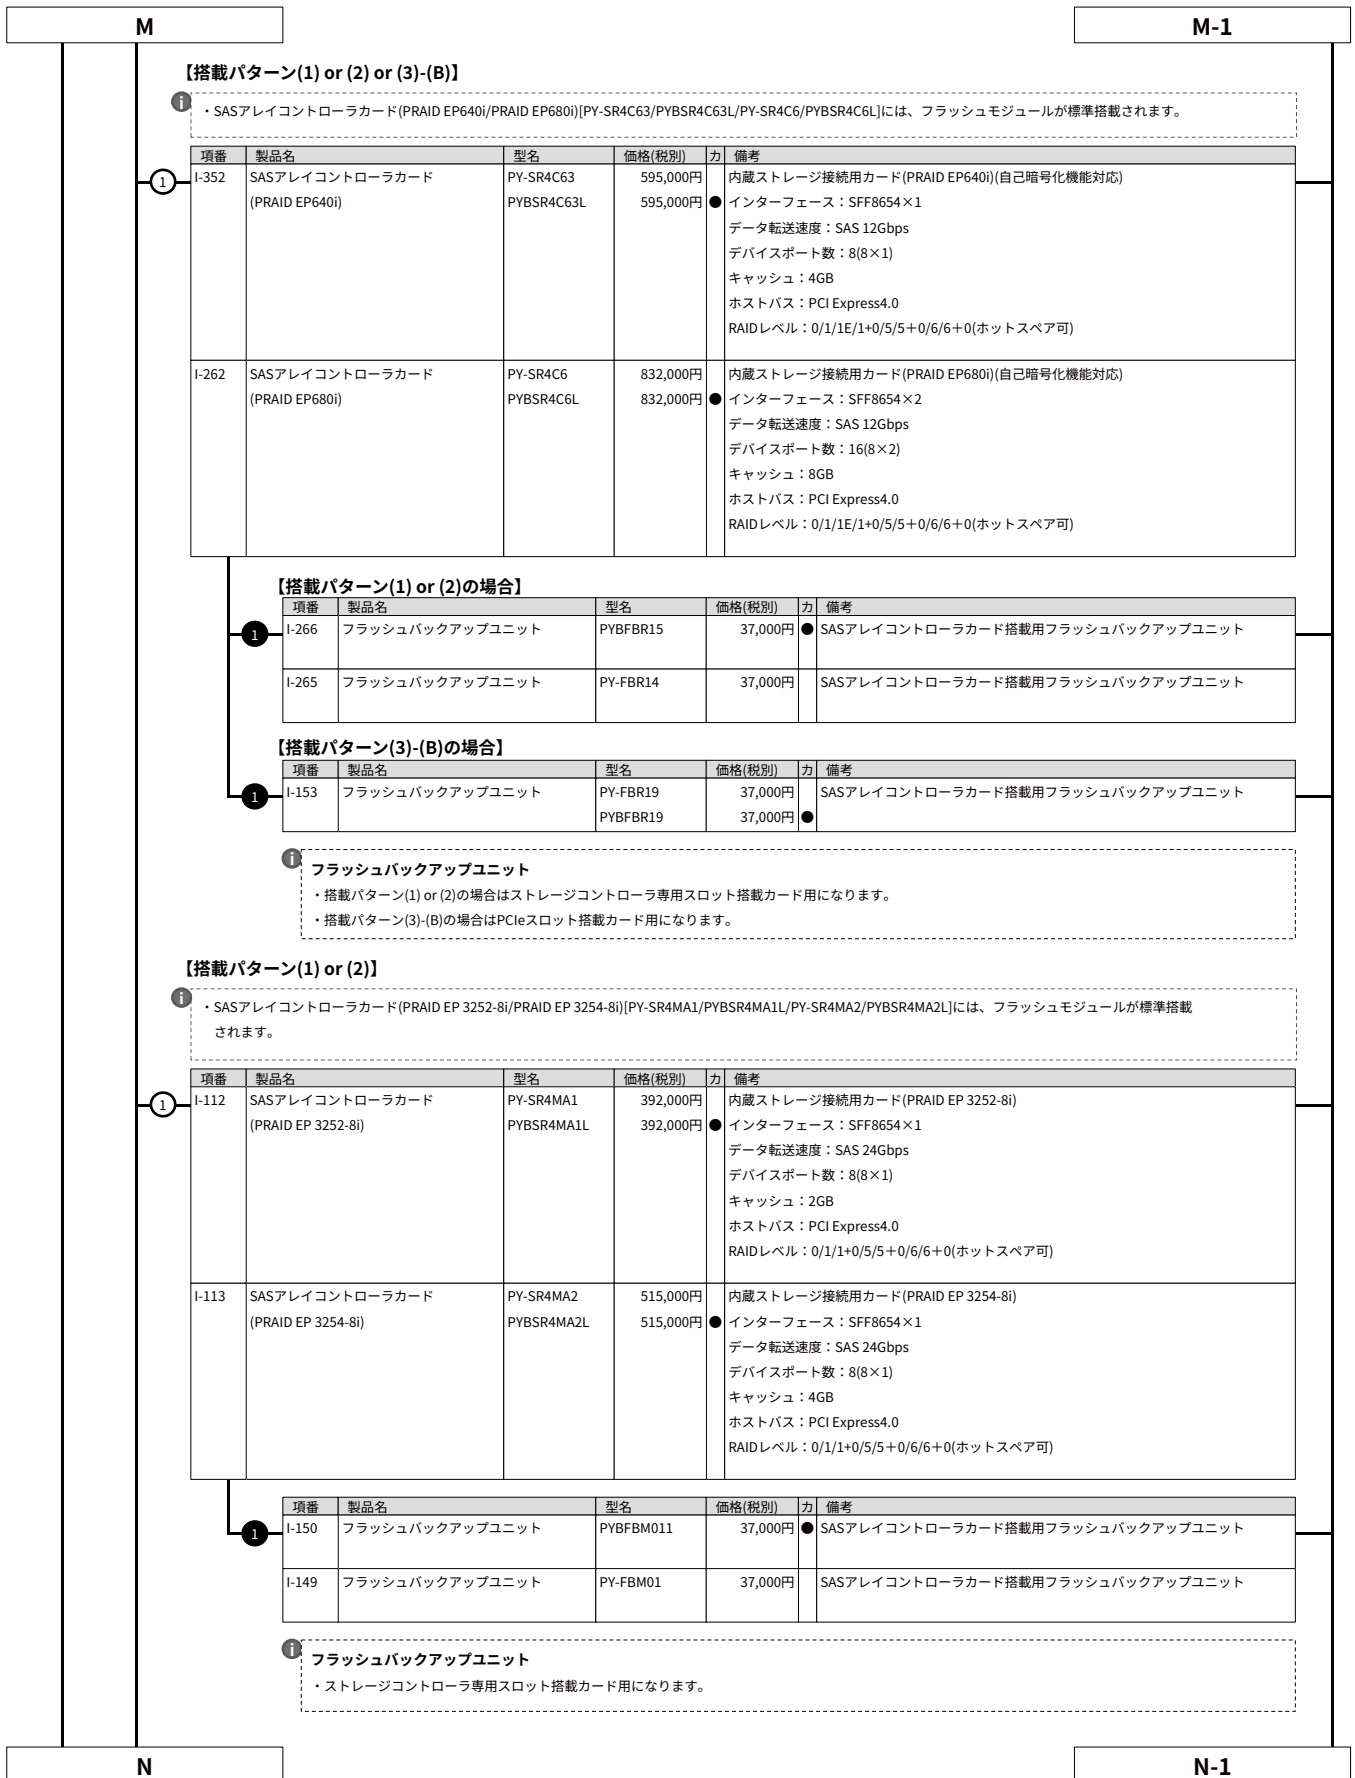 M
M-1
【搭載パターン(1) or (2) or (3)-(B)】
i
・SASアレイコントローラカード(PRAID EP640i/PRAID EP680i)[PY-SR4C63/PYBSR4C63L/PY-SR4C6/PYBSR4C6L]には、フラッシュモジュールが標準搭載されます。
項番 製品名 型名 価格(税別) カ 備考
1 I-352 SASアレイコントローラカード PY-SR4C63 595,000円 内蔵ストレージ接続用カード(PRAID EP640i)(自己暗号化機能対応)
(PRAID EP640i) PYBSR4C63L 595,000円 ● インターフェース：SFF8654×1
データ転送速度：SAS 12Gbps
デバイスポート数：8(8×1)
キャッシュ：4GB
ホストバス：PCI Express4.0
RAIDレベル：0/1/1E/1+0/5/5＋0/6/6＋0(ホットスペア可)
I-262 SASアレイコントローラカード PY-SR4C6 832,000円 内蔵ストレージ接続用カード(PRAID EP680i)(自己暗号化機能対応)
(PRAID EP680i) PYBSR4C6L 832,000円 ● インターフェース：SFF8654×2
データ転送速度：SAS 12Gbps
デバイスポート数：16(8×2)
キャッシュ：8GB
ホストバス：PCI Express4.0
RAIDレベル：0/1/1E/1+0/5/5＋0/6/6＋0(ホットスペア可)
【搭載パターン(1) or (2)の場合】
項番 製品名 型名 価格(税別) カ 備考
1 I-266 フラッシュバックアップユニット PYBFBR15 37,000円 ● SASアレイコントローラカード搭載用フラッシュバックアップユニット
I-265 フラッシュバックアップユニット PY-FBR14 37,000円 SASアレイコントローラカード搭載用フラッシュバックアップユニット
【搭載パターン(3)-(B)の場合】
項番 製品名 型名 価格(税別) カ 備考
1 I-153 フラッシュバックアップユニット PY-FBR19 37,000円 SASアレイコントローラカード搭載用フラッシュバックアップユニット
PYBFBR19 37,000円 ●
i
フラッシュバックアップユニット
・搭載パターン(1) or (2)の場合はストレージコントローラ専用スロット搭載カード用になります。
・搭載パターン(3)-(B)の場合はPCIeスロット搭載カード用になります。
【搭載パターン(1) or (2)】
i
・SASアレイコントローラカード(PRAID EP 3252-8i/PRAID EP 3254-8i)[PY-SR4MA1/PYBSR4MA1L/PY-SR4MA2/PYBSR4MA2L]には、フラッシュモジュールが標準搭載
されます。
項番 製品名 型名 価格(税別) カ 備考
1 I-112 SASアレイコントローラカード PY-SR4MA1 392,000円 内蔵ストレージ接続用カード(PRAID EP 3252-8i)
(PRAID EP 3252-8i) PYBSR4MA1L 392,000円 ● インターフェース：SFF8654×1
データ転送速度：SAS 24Gbps
デバイスポート数：8(8×1)
キャッシュ：2GB
ホストバス：PCI Express4.0
RAIDレベル：0/1/1+0/5/5＋0/6/6＋0(ホットスペア可)
I-113 SASアレイコントローラカード PY-SR4MA2 515,000円 内蔵ストレージ接続用カード(PRAID EP 3254-8i)
(PRAID EP 3254-8i) PYBSR4MA2L 515,000円 ● インターフェース：SFF8654×1
データ転送速度：SAS 24Gbps
デバイスポート数：8(8×1)
キャッシュ：4GB
ホストバス：PCI Express4.0
RAIDレベル：0/1/1+0/5/5＋0/6/6＋0(ホットスペア可)
項番 製品名 型名 価格(税別) カ 備考
1 I-150 フラッシュバックアップユニット PYBFBM011 37,000円 ● SASアレイコントローラカード搭載用フラッシュバックアップユニット
I-149 フラッシュバックアップユニット PY-FBM01 37,000円 SASアレイコントローラカード搭載用フラッシュバックアップユニット
i
フラッシュバックアップユニット
・ストレージコントローラ専用スロット搭載カード用になります。
N
N-1